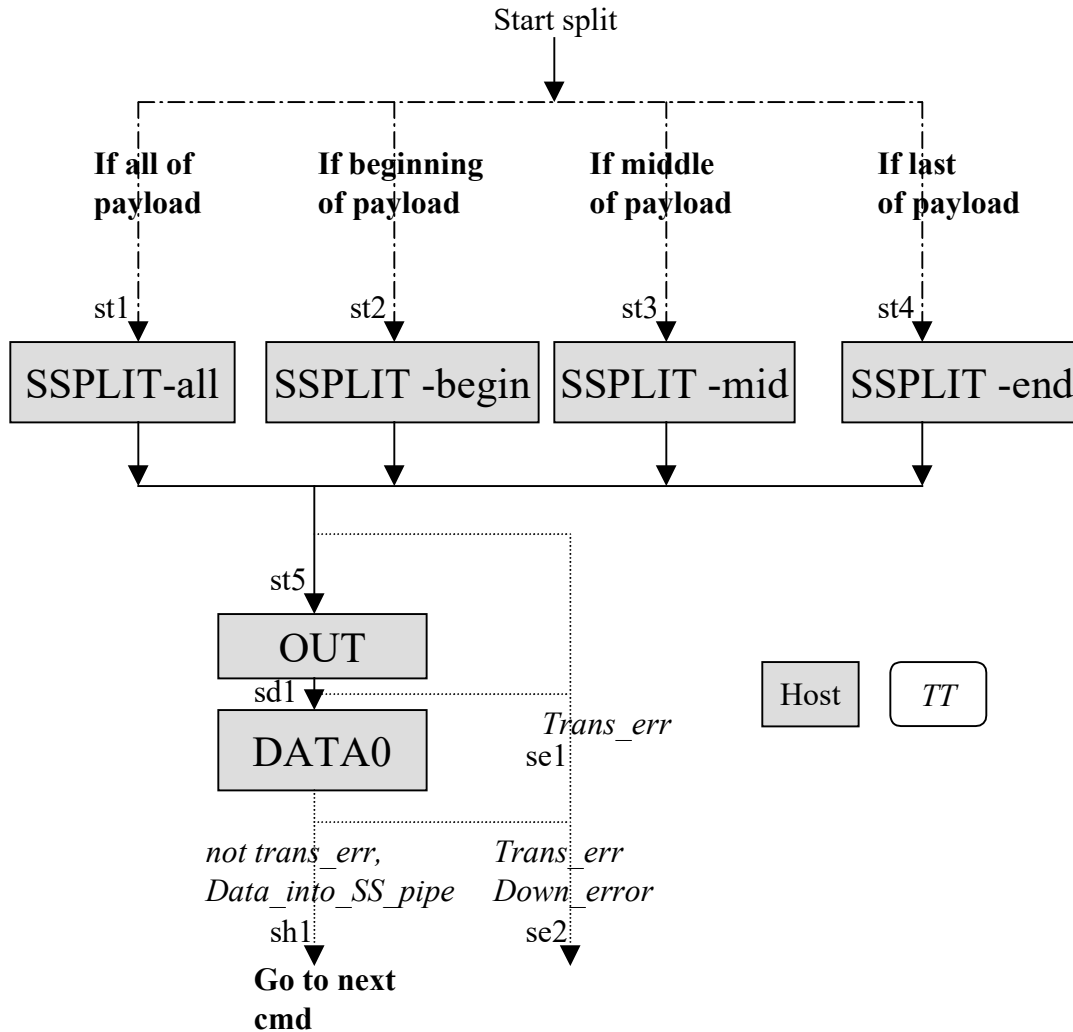 Start split
If all of
payload
If beginning
of payload
If middle
of payload
If last
of payload
st1
st2
st3
st4
SSPLIT-all
SSPLIT -begin
SSPLIT -mid
SSPLIT -end
st5
OUT
sd1
DATA0
Trans_err
se1
Host
TT
not trans_err,
Data_into_SS_pipe
sh1
Trans_err
Down_error
se2
Go to next
cmd